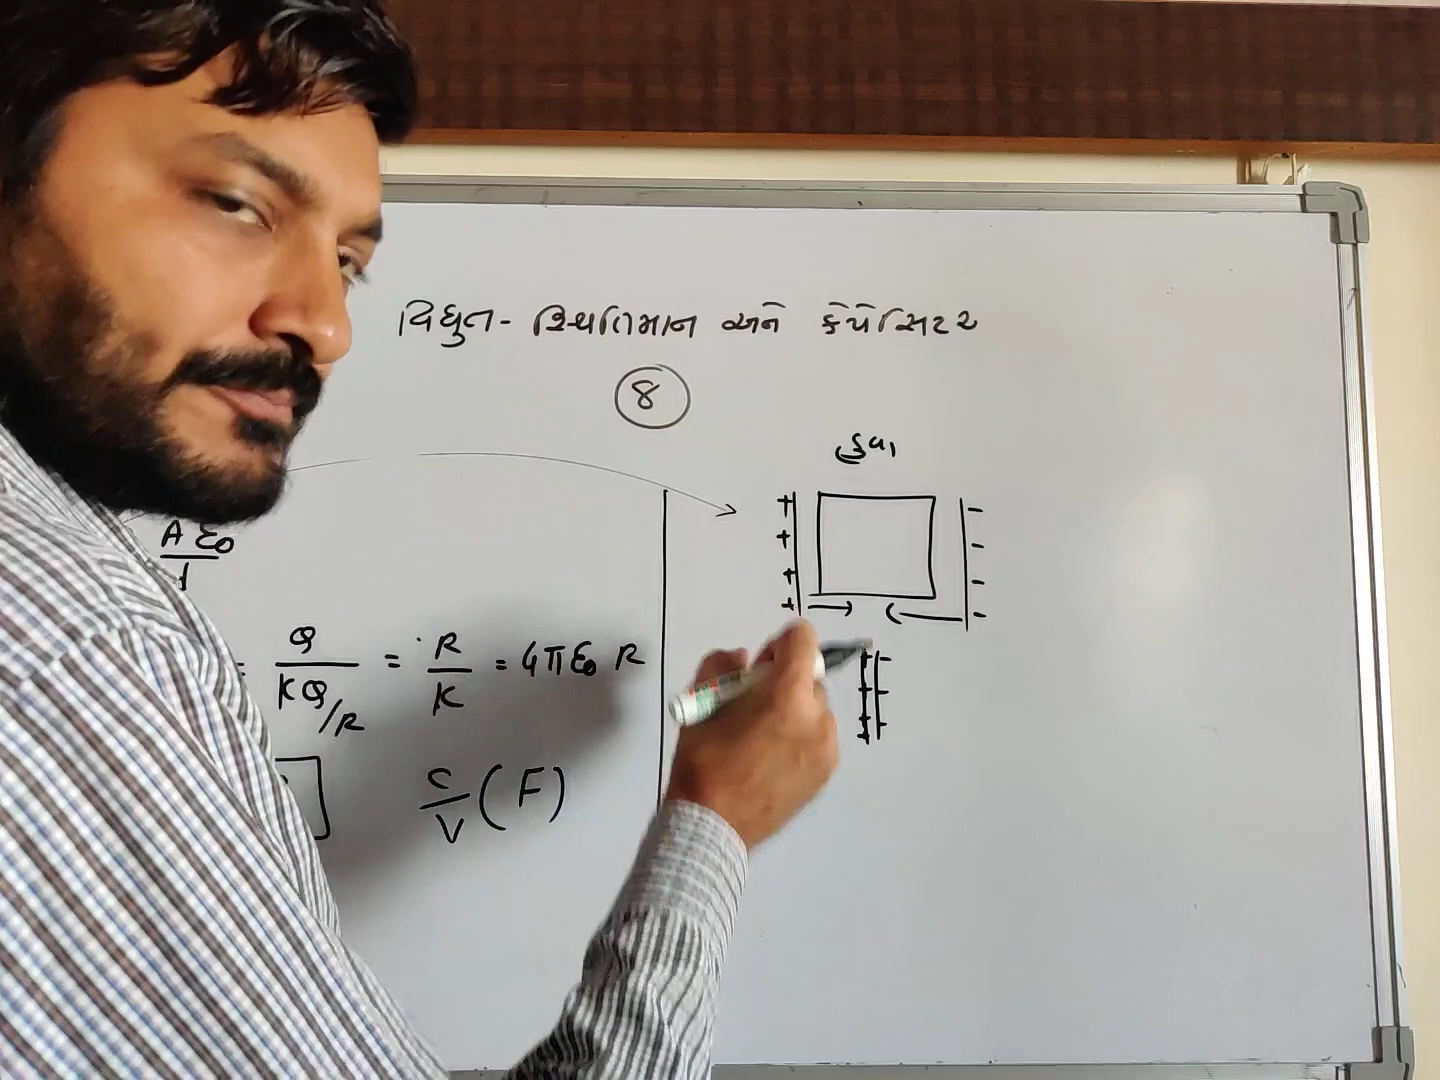 વિદ્યુત - સ્થિતિમાન અને કેપેસિટર
8
હવા
A ε₀ / d
= Q / KQ/R = R / K = 4πε₀ R
C / V (F)
+ -
+ -
+ -
+ -
+ -
+ -
+ -
+